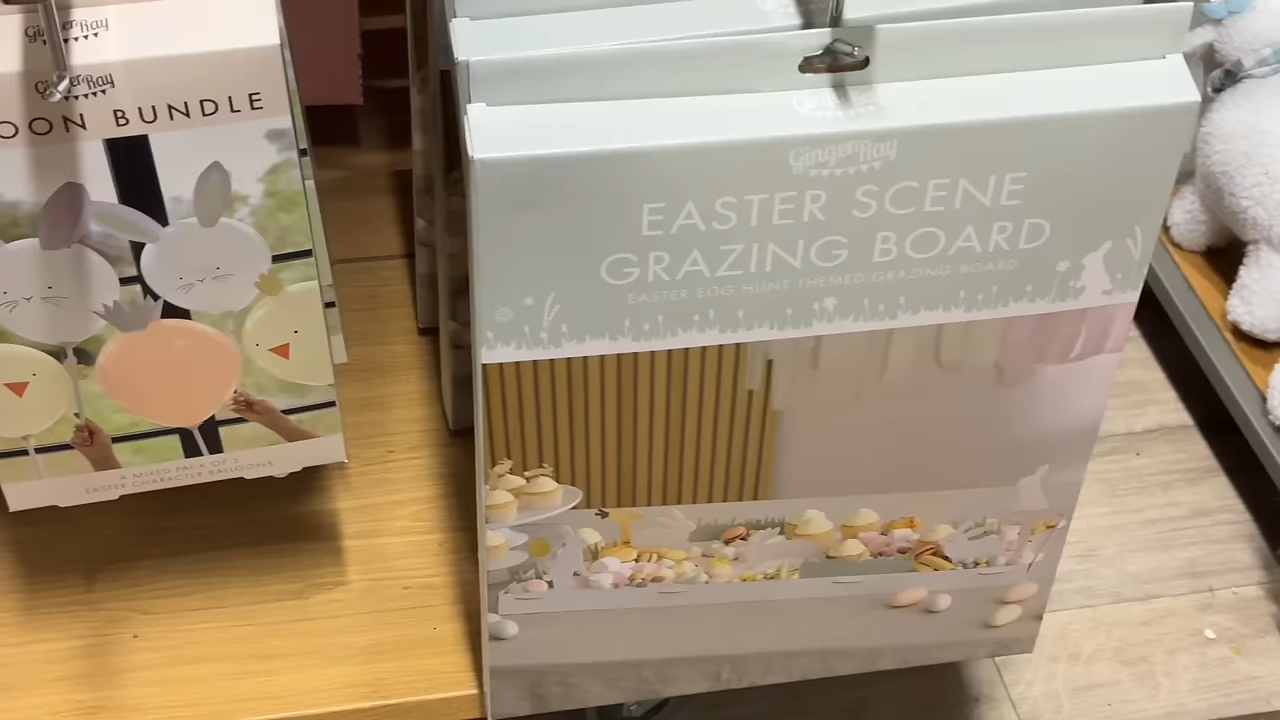 Ginger Ray
Ginger Ray
OON BUNDLE
A MIXED PACK OF 5
EASTER CHARACTER BALLOONS
Ginger Ray
EASTER SCENE
GRAZING BOARD
EASTER EGG HUNT THEMED GRAZING BOARD